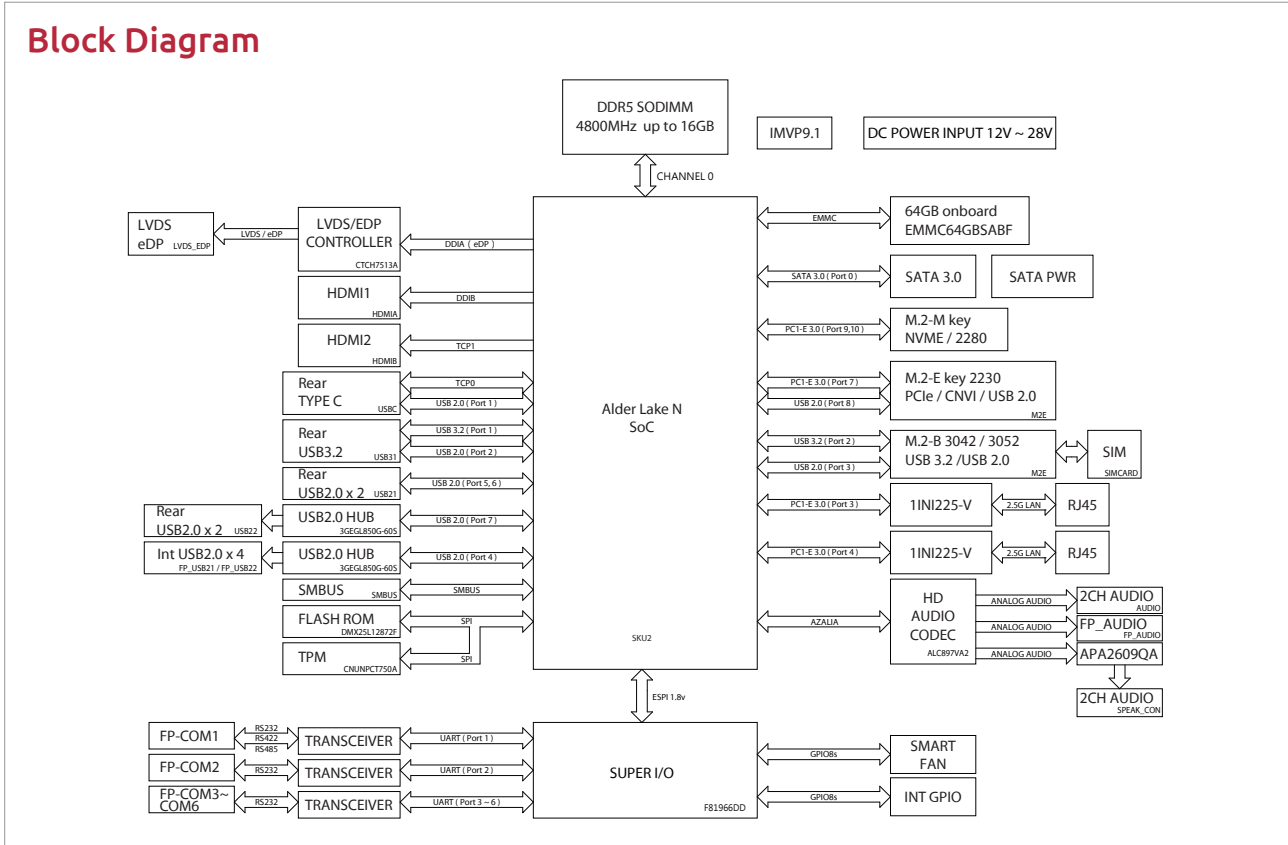 Block Diagram
DDR5 SODIMM
4800MHz up to 16GB
IMVP9.1
DC POWER INPUT 12V ~ 28V
CHANNEL 0
LVDS
eDP LVDS_EDP
LVDS / eDP
LVDS/EDP
CONTROLLER
CTCH7513A
DDIA ( eDP )
HDMI1
HDMIA
DDIB
HDMI2
HDMIB
TCP1
Rear
TYPE C
USBC
TCP0
USB 2.0 ( Port 1 )
Rear
USB3.2
USB31
USB 3.2 ( Port 1 )
USB 2.0 ( Port 2 )
Rear
USB2.0 x 2 USB21
USB 2.0 ( Port 5, 6 )
Rear
USB2.0 x 2 USB22
USB2.0 HUB
3GEGL850G-60S
USB 2.0 ( Port 7 )
Int USB2.0 x 4
FP_USB21 / FP_USB22
USB2.0 HUB
3GEGL850G-60S
USB 2.0 ( Port 4 )
SMBUS
SMBUS
SMBUS
FLASH ROM
DMX25L12872F
SPI
TPM
CNUNPCT750A
SPI
Alder Lake N
SoC
SKU2
EMMC
64GB onboard
EMMC64GBSABF
SATA 3.0 ( Port 0 )
SATA 3.0
SATA PWR
PC1-E 3.0 ( Port 9,10 )
M.2-M key
NVME / 2280
PC1-E 3.0 ( Port 7 )
USB 2.0 ( Port 8 )
M.2-E key 2230
PCIe / CNVI / USB 2.0
M2E
USB 3.2 ( Port 2 )
USB 2.0 ( Port 3 )
M.2-B 3042 / 3052
USB 3.2 /USB 2.0
M2E
SIM
SIMCARD
PC1-E 3.0 ( Port 3 )
1INI225-V
2.5G LAN
RJ45
PC1-E 3.0 ( Port 4 )
1INI225-V
2.5G LAN
RJ45
AZALIA
HD
AUDIO
CODEC
ALC897VA2
ANALOG AUDIO
2CH AUDIO
AUDIO
ANALOG AUDIO
FP_AUDIO
FP_AUDIO
ANALOG AUDIO
APA2609QA
2CH AUDIO
SPEAK_CON
ESPI 1.8v
FP-COM1
RS232
RS422
RS485
TRANSCEIVER
UART ( Port 1 )
FP-COM2
RS232
TRANSCEIVER
UART ( Port 2 )
FP-COM3~
COM6
RS232
TRANSCEIVER
UART ( Port 3 ~ 6 )
SUPER I/O
F81966DD
GPIO8s
SMART
FAN
GPIO8s
INT GPIO